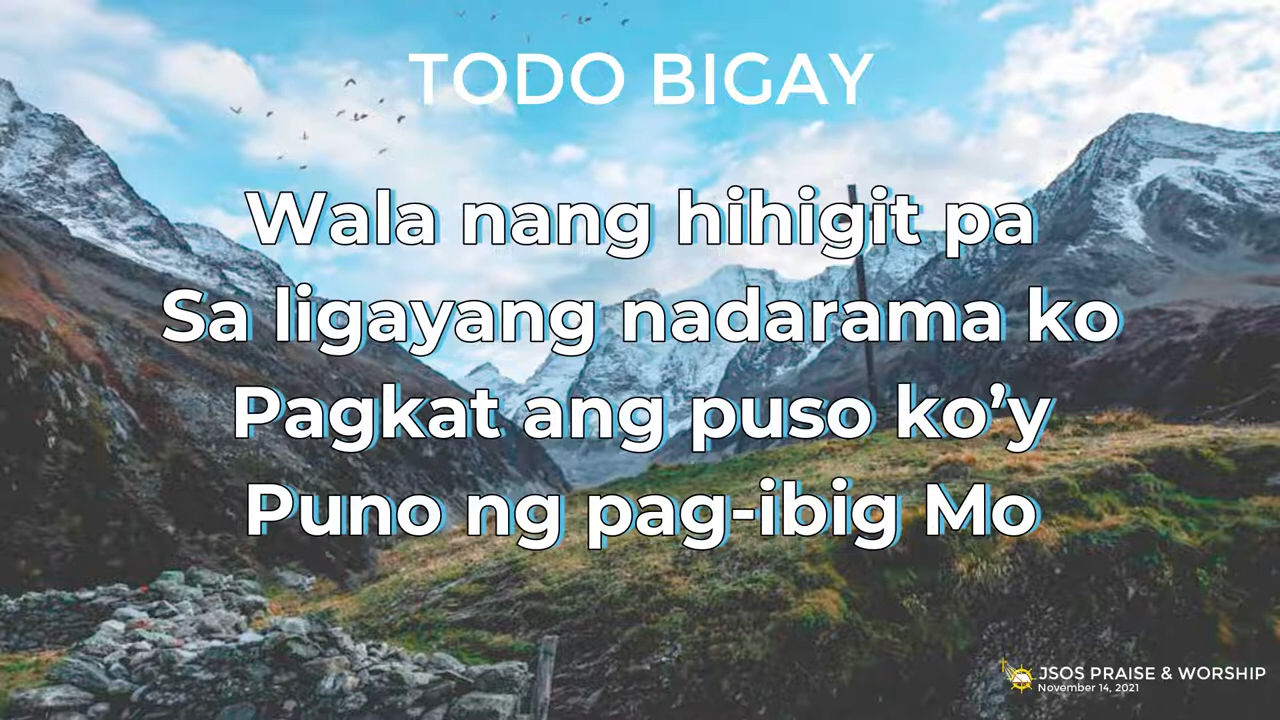 TODO BIGAY
Wala nang hihigit pa
Sa ligayang nadarama ko
Pagkat ang puso ko’y
Puno ng pag-ibig Mo
JSOS PRAISE & WORSHIP
November 14, 2021